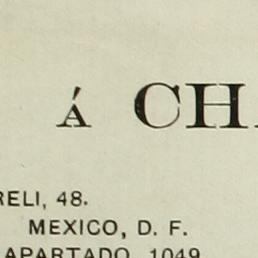 Á CH
RELI, 48.
MEXICO, D. F.
APARTADO, 1049